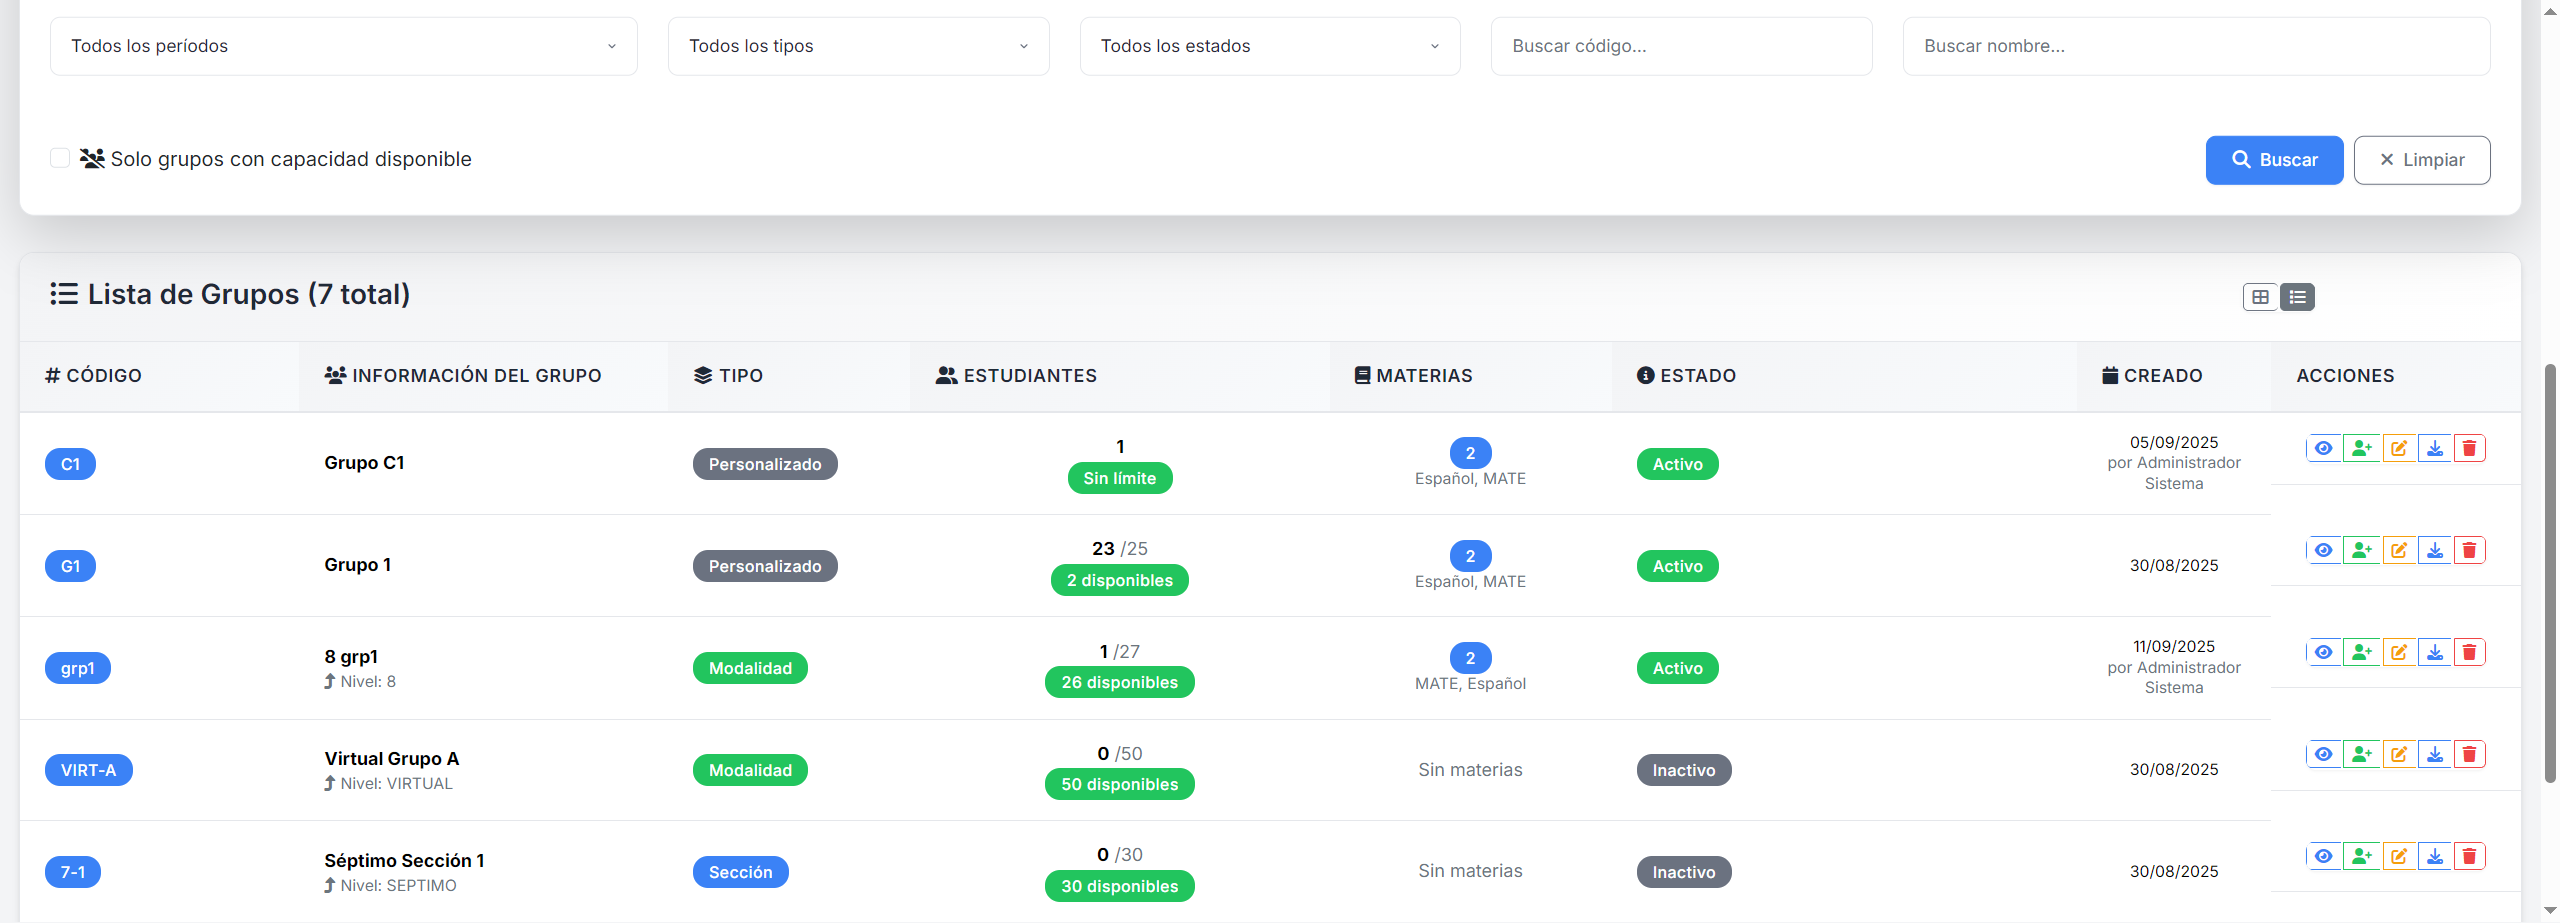 Todos los períodos
Todos los tipos
Todos los estados
Buscar código...
Buscar nombre...
Solo grupos con capacidad disponible
Buscar
Limpiar
Lista de Grupos (7 total)
# CÓDIGO
INFORMACIÓN DEL GRUPO
TIPO
ESTUDIANTES
MATERIAS
ESTADO
CREADO
ACCIONES
C1
Grupo C1
Personalizado
1
Sin límite
2
Español, MATE
Activo
05/09/2025
por Administrador
Sistema
G1
Grupo 1
Personalizado
23 /25
2 disponibles
2
Español, MATE
Activo
30/08/2025
grp1
8 grp1
Nivel: 8
Modalidad
1 /27
26 disponibles
2
MATE, Español
Activo
11/09/2025
por Administrador
Sistema
VIRT-A
Virtual Grupo A
Nivel: VIRTUAL
Modalidad
0 /50
50 disponibles
Sin materias
Inactivo
30/08/2025
7-1
Séptimo Sección 1
Nivel: SEPTIMO
Sección
0 /30
30 disponibles
Sin materias
Inactivo
30/08/2025